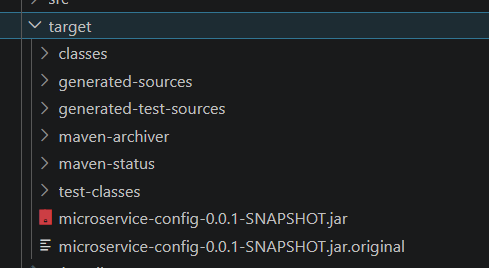 target
classes
generated-sources
generated-test-sources
maven-archiver
maven-status
test-classes
microservice-config-0.0.1-SNAPSHOT.jar
microservice-config-0.0.1-SNAPSHOT.jar.original